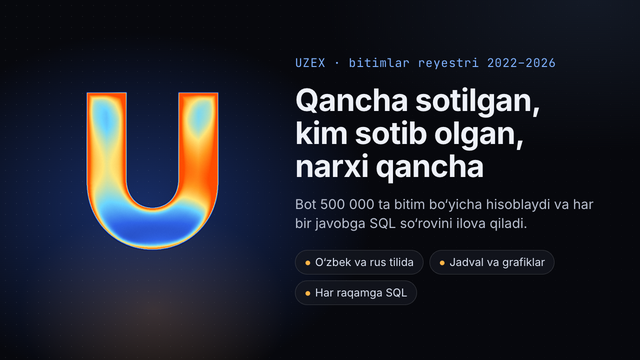 U
UZEX · bitimlar reyestri 2022–2026
Qancha sotilgan,
kim sotib olgan,
narxi qancha
Bot 500 000 ta bitim boʻyicha hisoblaydi va har
bir javobga SQL soʻrovini ilova qiladi.
Oʻzbek va rus tilida
Jadval va grafiklar
Har raqamga SQL